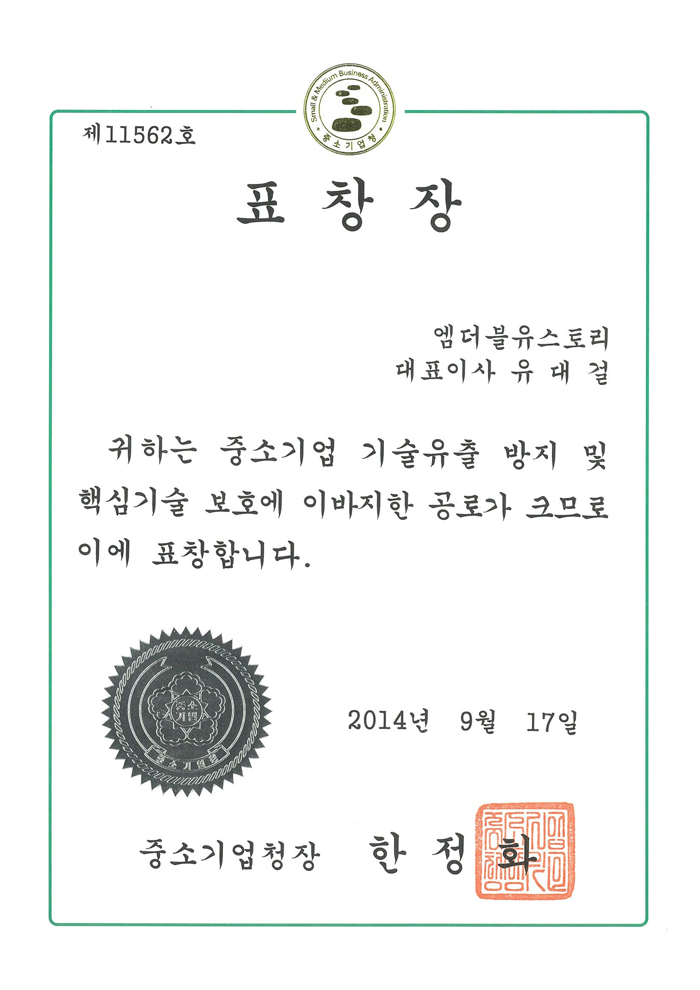 Small & Medium Business Administration
중소기업청
제11562호
표 창 장
엠더블유스토리
대표이사 유 대 걸
귀하는 중소기업 기술유출 방지 및
핵심기술 보호에 이바지한 공로가 크므로
이에 표창합니다.
중소
기업
중소기업청
2014년 9월 17일
중소기업청장 한 정 화